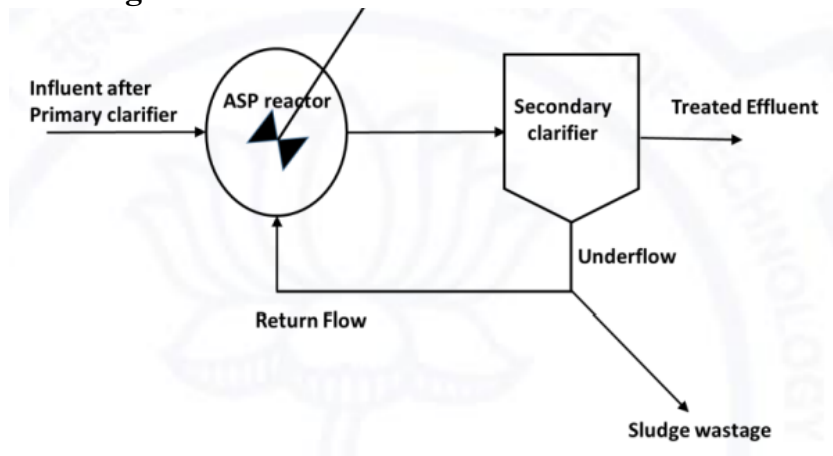 Influent after
Primary clarifier
ASP reactor
Secondary
clarifier
Treated Effluent
Underflow
Return Flow
Sludge wastage